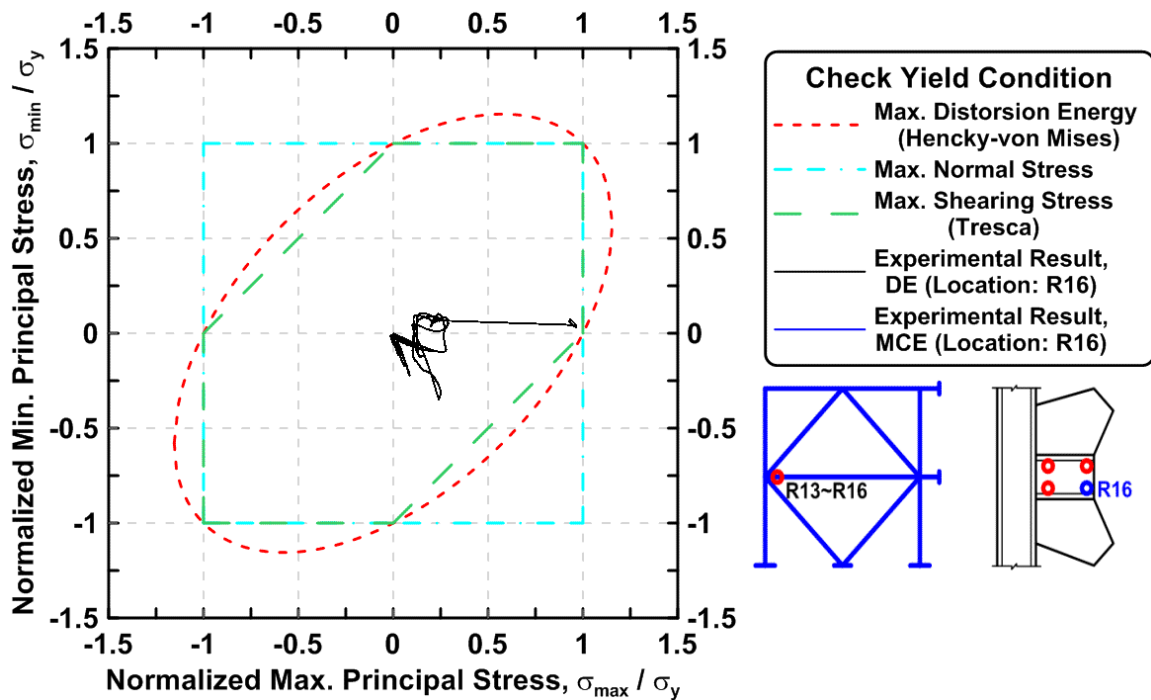 -1.5 -1 -0.5 0 0.5 1 1.5
1.5 1.5
1 1
0.5 0.5
0 0
-0.5 -0.5
-1 -1
-1.5 -1.5
-1.5 -1 -0.5 0 0.5 1 1.5
Normalized Max. Principal Stress, σmax / σy
Normalized Min. Principal Stress, σmin / σy
Check Yield Condition
Max. Distorsion Energy
(Hencky-von Mises)
Max. Normal Stress
Max. Shearing Stress
(Tresca)
Experimental Result,
DE (Location: R16)
Experimental Result,
MCE (Location: R16)
R13~R16
R16